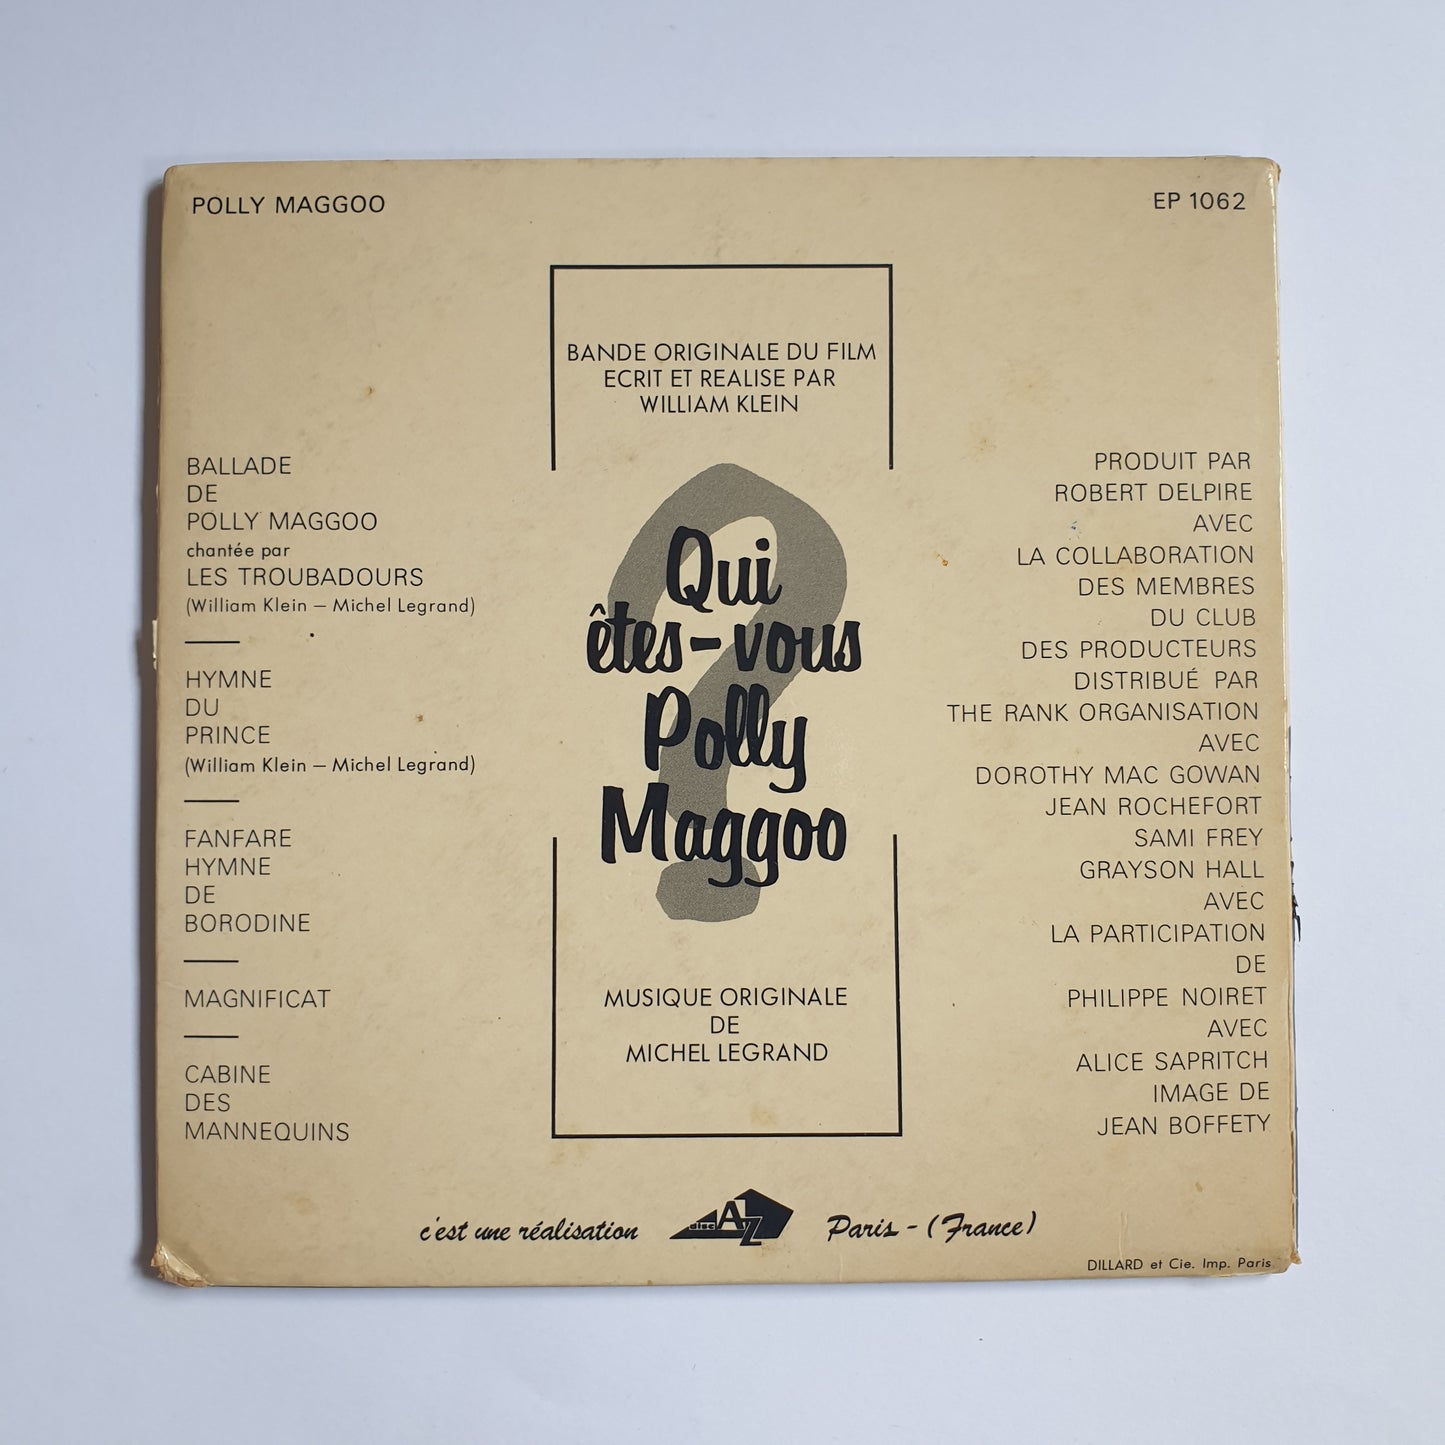 POLLY MAGGOO
EP 1062
BANDE ORIGINALE DU FILM
ECRIT ET REALISE PAR
WILLIAM KLEIN
BALLADE
DE
POLLY MAGGOO
chantée par
LES TROUBADOURS
(William Klein – Michel Legrand)
HYMNE
DU
PRINCE
(William Klein – Michel Legrand)
FANFARE
HYMNE
DE
BORODINE
MAGNIFICAT
CABINE
DES
MANNEQUINS
?
Qui
êtes-vous
Polly
Maggoo
MUSIQUE ORIGINALE
DE
MICHEL LEGRAND
PRODUIT PAR
ROBERT DELPIRE
AVEC
LA COLLABORATION
DES MEMBRES
DU CLUB
DES PRODUCTEURS
DISTRIBUÉ PAR
THE RANK ORGANISATION
AVEC
DOROTHY MAC GOWAN
JEAN ROCHEFORT
SAMI FREY
GRAYSON HALL
AVEC
LA PARTICIPATION
DE
PHILIPPE NOIRET
AVEC
ALICE SAPRITCH
IMAGE DE
JEAN BOFFETY
c'est une réalisation disc AZ Paris - (France)
DILLARD et Cie. Imp. Paris